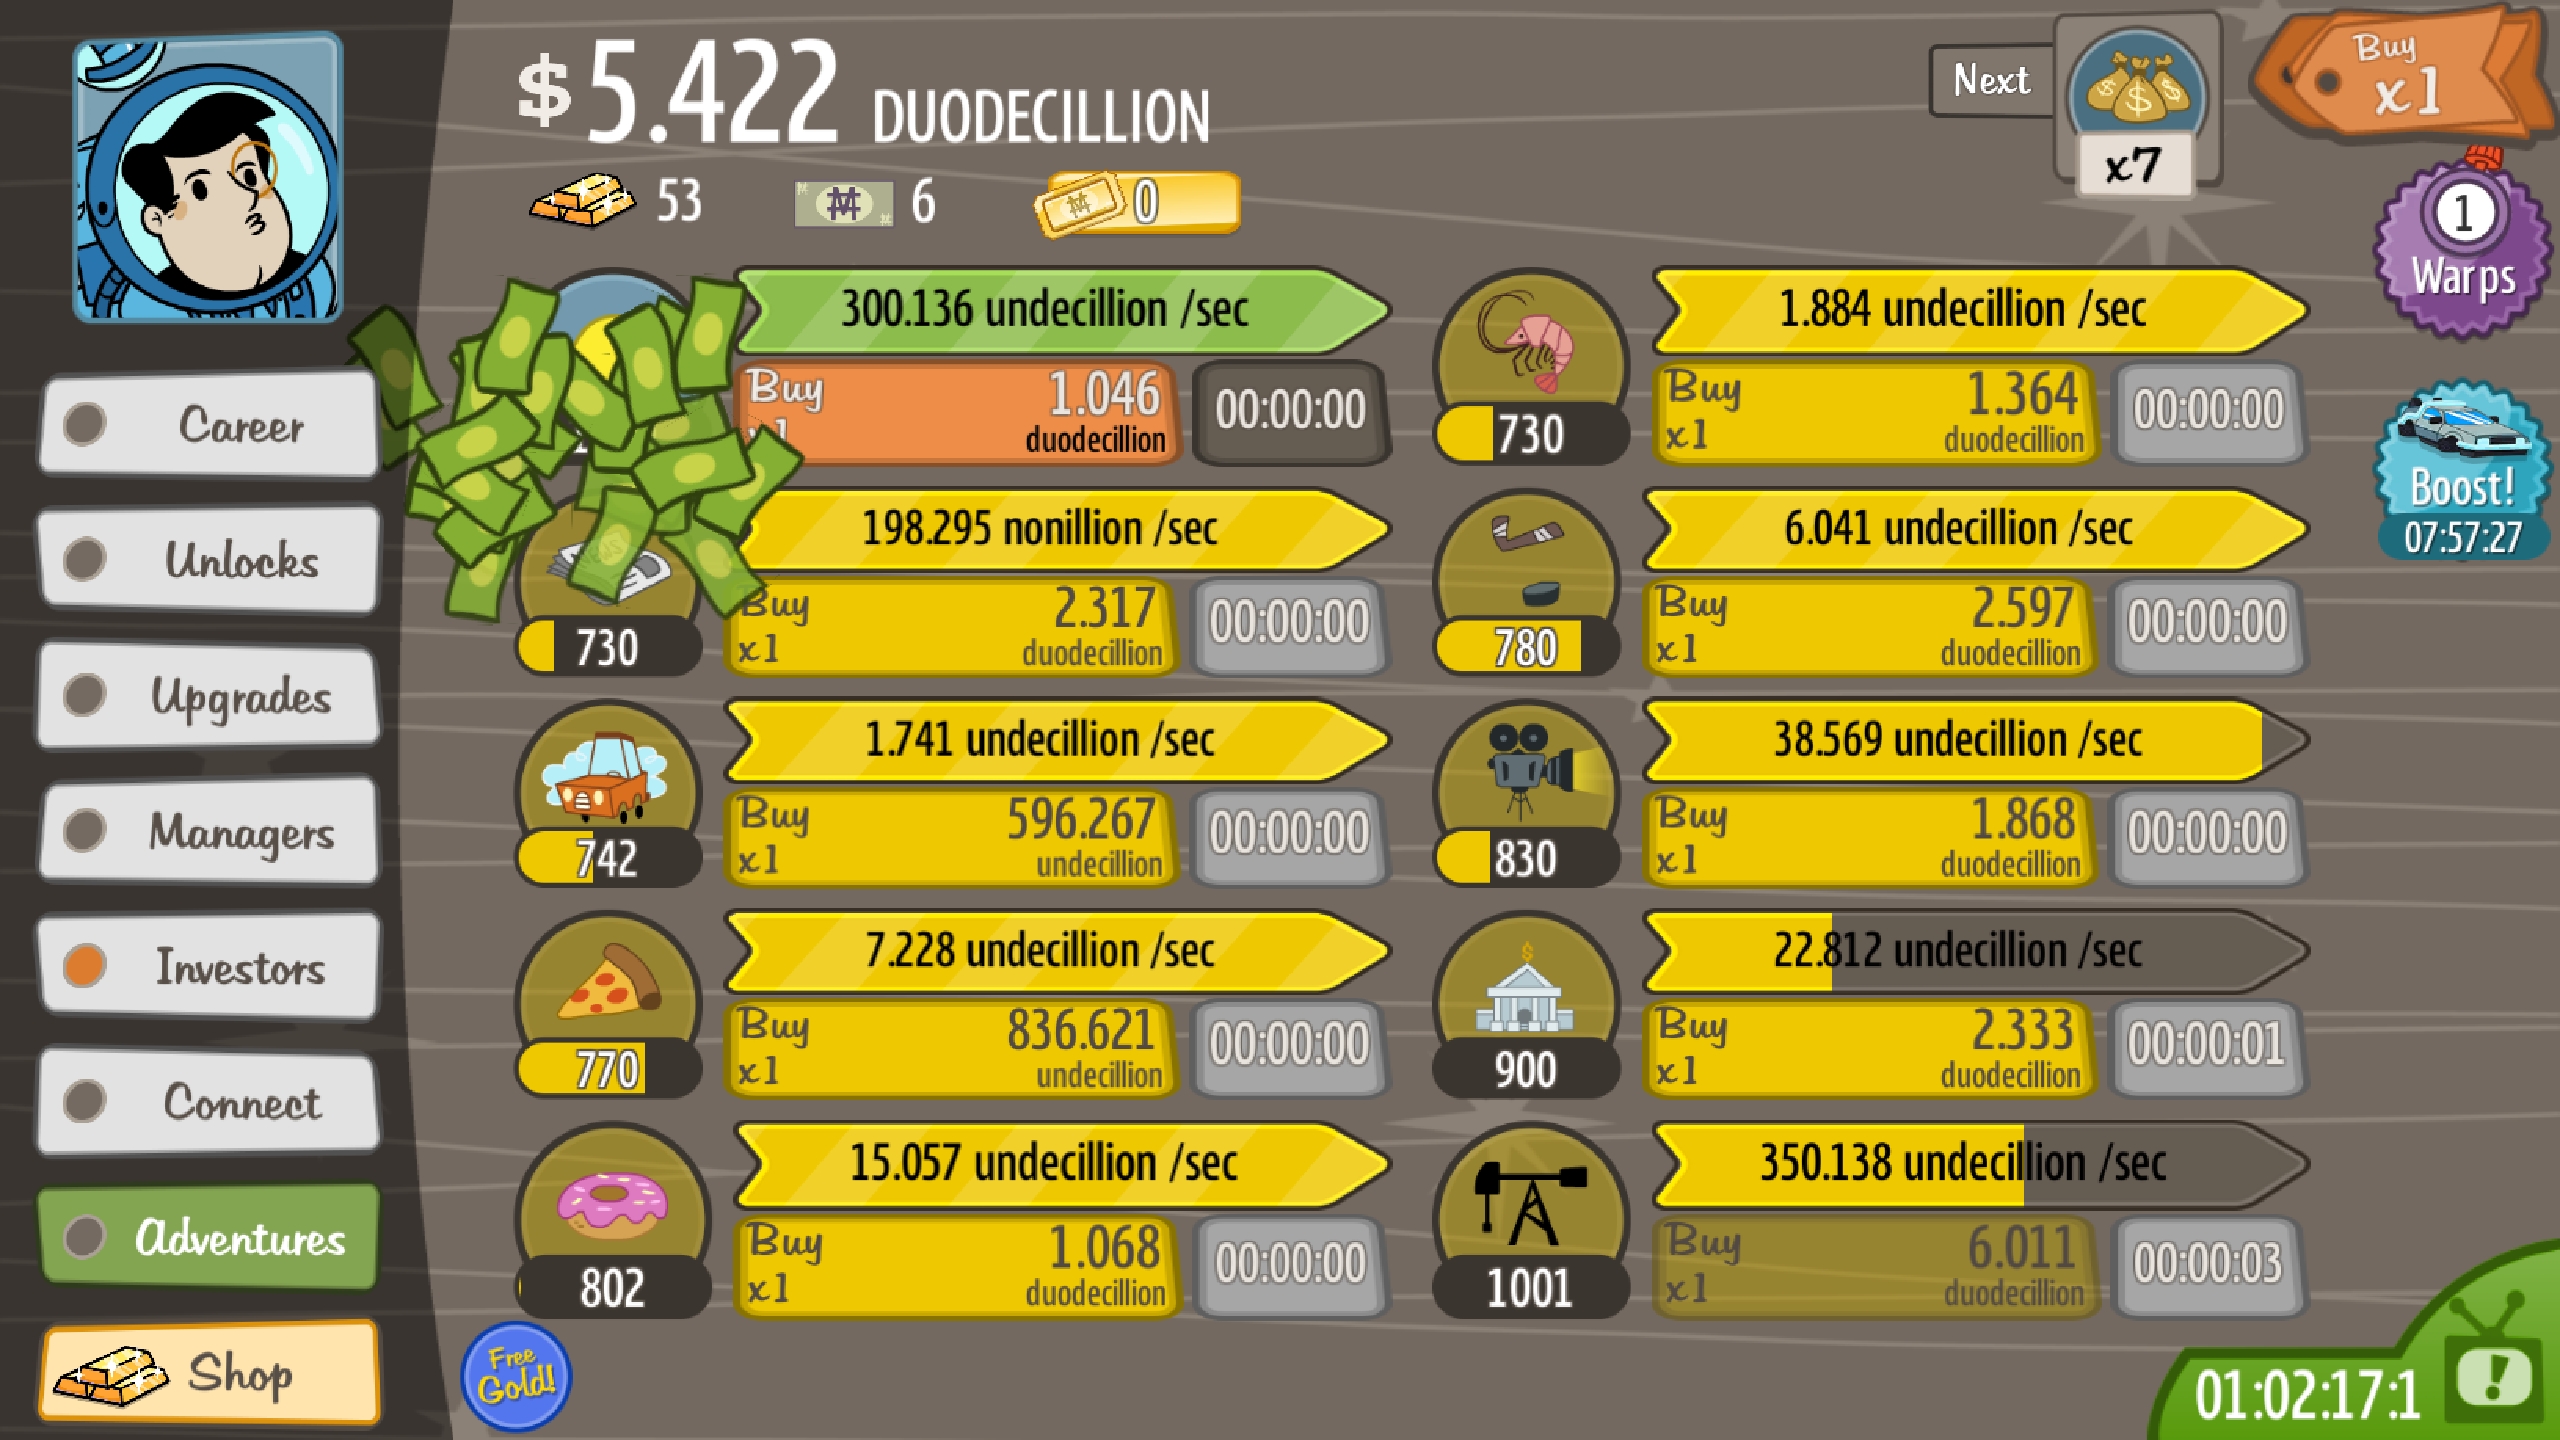 $5.422 DUODECILLION
53
6
0
Next
x7
Buy
x1
1
Warps
Boost!
07:57:27
Career
Unlocks
Upgrades
Managers
Investors
Connect
Adventures
Shop
300.136 undecillion /sec
Buy 1.046
duodecillion
00:00:00
1.884 undecillion /sec
730
Buy 1.364
x1 duodecillion
00:00:00
198.295 nonillion /sec
730
Buy 2.317
x1 duodecillion
00:00:00
6.041 undecillion /sec
780
Buy 2.597
x1 duodecillion
00:00:00
1.741 undecillion /sec
742
Buy 596.267
x1 undecillion
00:00:00
38.569 undecillion /sec
830
Buy 1.868
x1 duodecillion
00:00:00
7.228 undecillion /sec
770
Buy 836.621
x1 undecillion
00:00:00
22.812 undecillion /sec
900
Buy 2.333
x1 duodecillion
00:00:01
15.057 undecillion /sec
802
Buy 1.068
x1 duodecillion
00:00:00
350.138 undecillion /sec
1001
Buy 6.011
x1 duodecillion
00:00:03
Free
Gold!
01:02:17:1
!